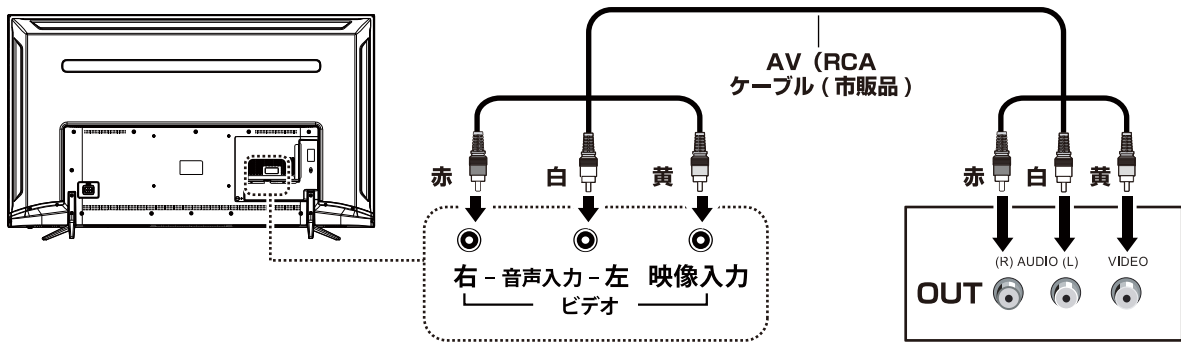 AV（RCA
ケーブル ( 市販品 )
赤 白 黄
赤 白 黄
右 – 音声入力 – 左 映像入力
ビデオ
(R) AUDIO (L) VIDEO
OUT